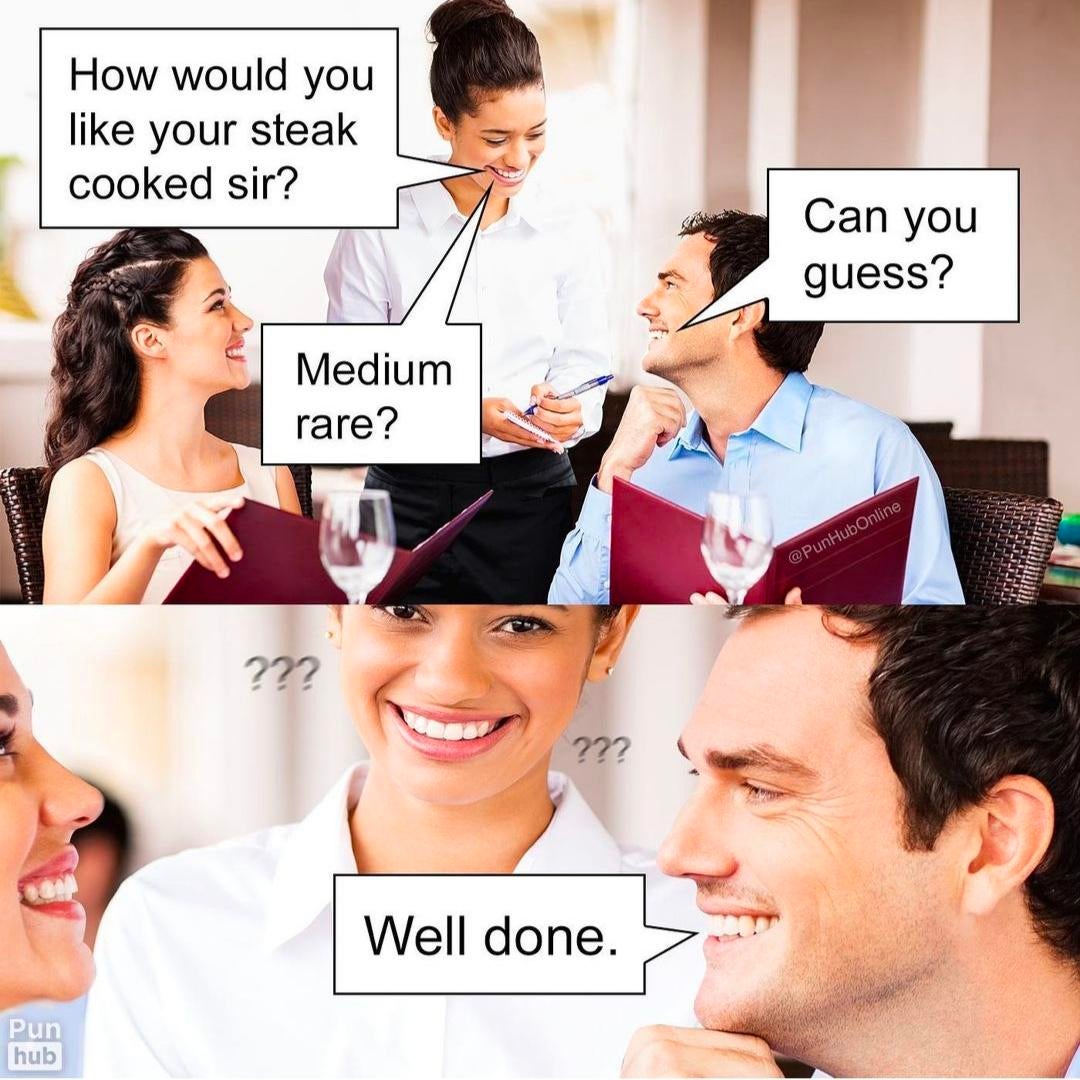 How would you
like your steak
cooked sir?
Can you
guess?
Medium
rare?
@PunHubOnline
???
???
Well done.
Pun
hub